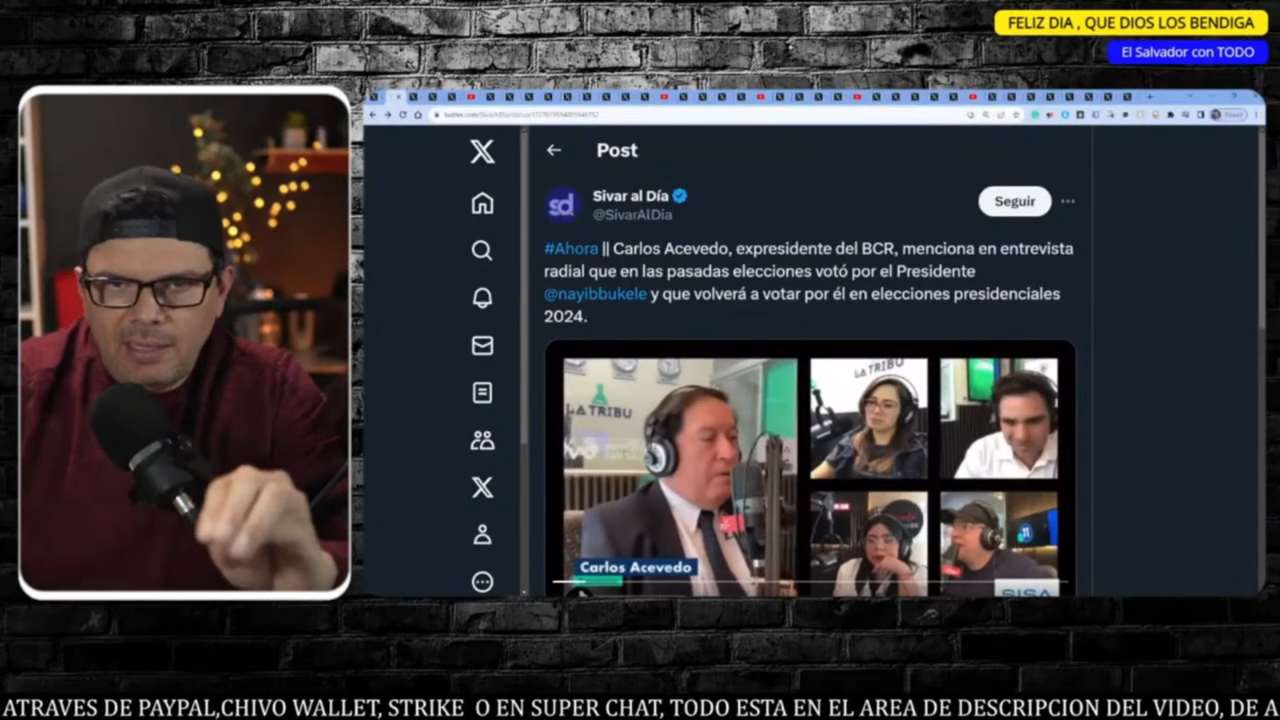 FELIZ DIA , QUE DIOS LOS BENDIGA
El Salvador con TODO
Post
sd
Sivar al Día
@SivarAlDia
Seguir
#Ahora || Carlos Acevedo, expresidente del BCR, menciona en entrevista
radial que en las pasadas elecciones votó por el Presidente
@nayibbukele y que volverá a votar por él en elecciones presidenciales
2024.
LA TRIBU
LA TRIBU
Carlos Acevedo
SISA
ATRAVES DE PAYPAL,CHIVO WALLET, STRIKE O EN SUPER CHAT, TODO ESTA EN EL AREA DE DESCRIPCION DEL VIDEO, DE A